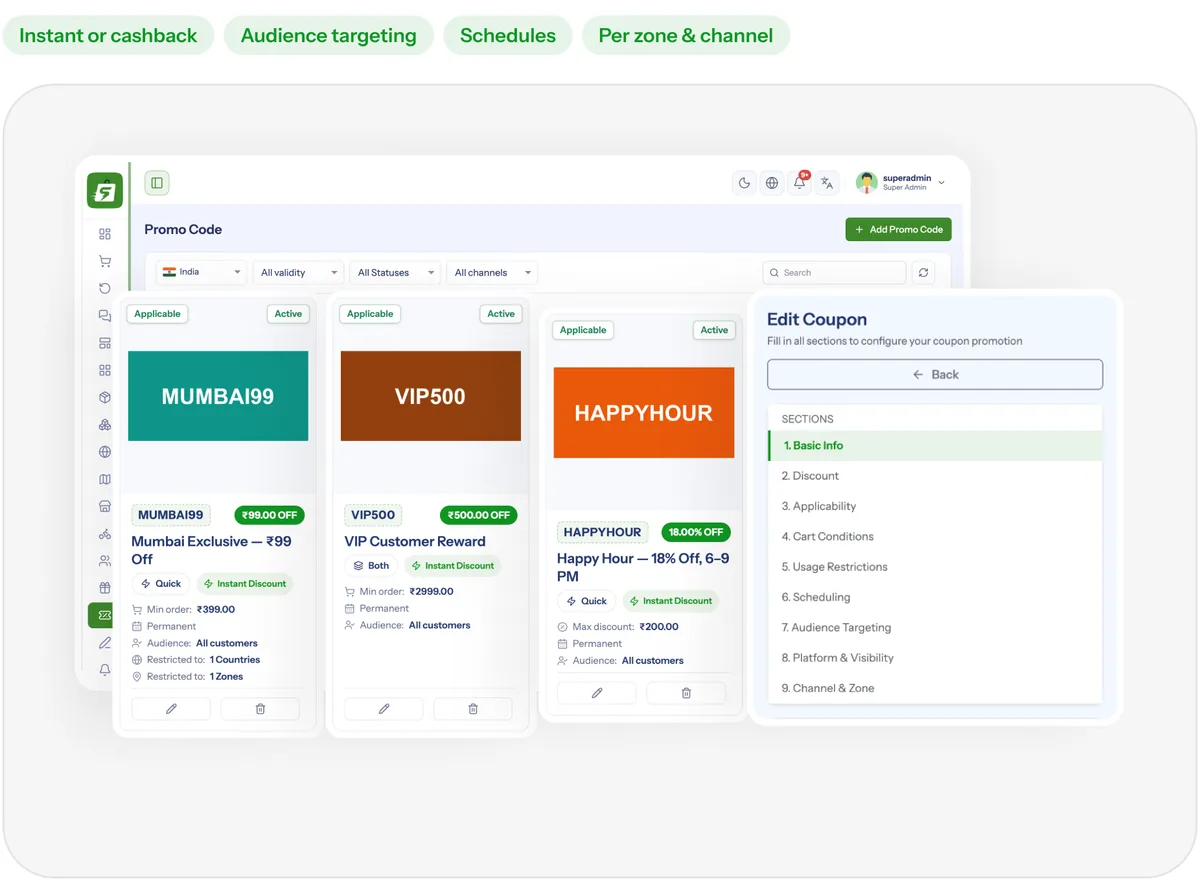 Instant or cashback
Audience targeting
Schedules
Per zone & channel
9+
superadmin
Super Admin
Promo Code
+ Add Promo Code
India
All validity
All Statuses
All channels
Search
Applicable
Active
MUMBAI99
MUMBAI99
₹99.00 OFF
Mumbai Exclusive — ₹99
Off
Quick
Instant Discount
Min order: ₹399.00
Permanent
Audience: All customers
Restricted to: 1 Countries
Restricted to: 1 Zones
Applicable
Active
VIP500
VIP500
₹500.00 OFF
VIP Customer Reward
Both
Instant Discount
Min order: ₹2999.00
Permanent
Audience: All customers
Applicable
Active
HAPPYHOUR
HAPPYHOUR
18.00% OFF
Happy Hour — 18% Off, 6–9
PM
Quick
Instant Discount
Max discount: ₹200.00
Permanent
Audience: All customers
Edit Coupon
Fill in all sections to configure your coupon promotion
← Back
SECTIONS
1. Basic Info
2. Discount
3. Applicability
4. Cart Conditions
5. Usage Restrictions
6. Scheduling
7. Audience Targeting
8. Platform & Visibility
9. Channel & Zone